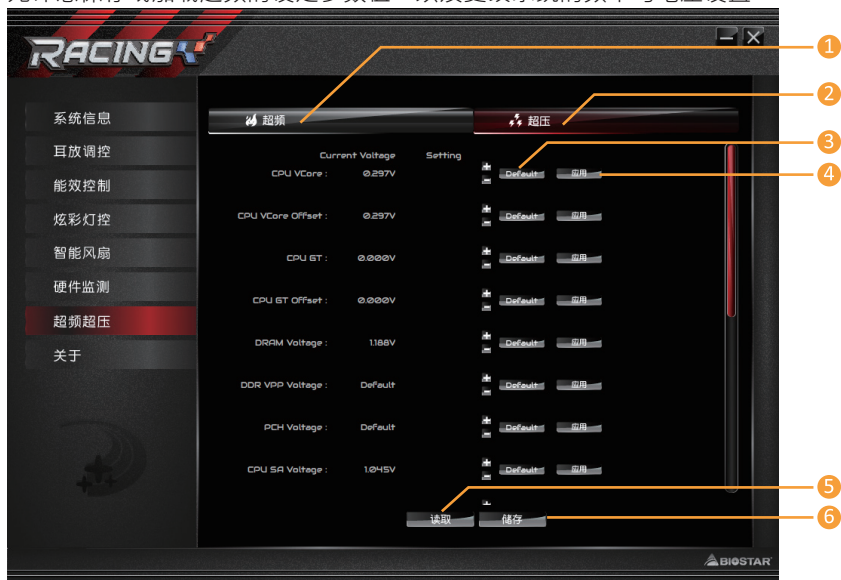 RACING
系统信息
耳放调控
能效控制
炫彩灯控
智能风扇
硬件监测
超频超压
关于
超频
超压
Current Voltage Setting
CPU VCore : 0.297V Default 应用
CPU VCore Offset : 0.297V Default 应用
CPU GT : 0.000V Default 应用
CPU GT Offset : 0.000V Default 应用
DRAM Voltage : 1.188V Default 应用
DDR VPP Voltage : Default Default 应用
PCH Voltage : Default Default 应用
CPU SA Voltage : 1.045V Default 应用
读取
储存
BIOSTAR
1
2
3
4
5
6